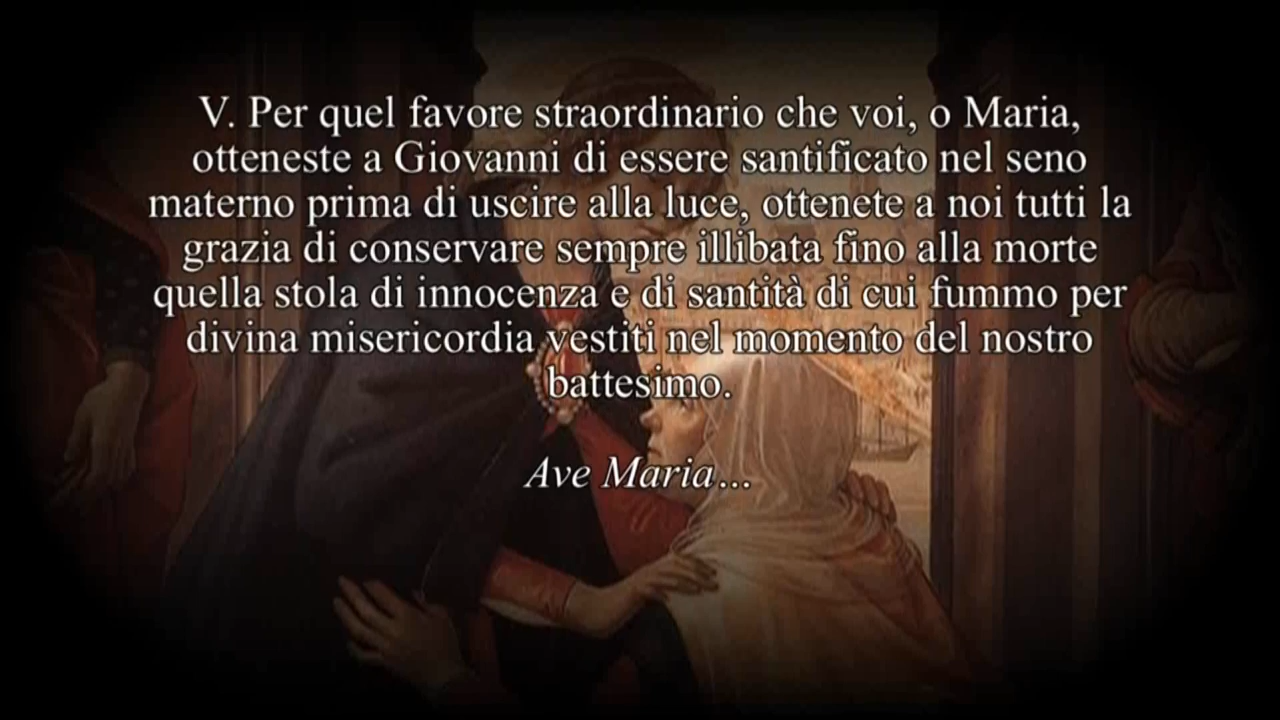 V. Per quel favore straordinario che voi, o Maria,
otteneste a Giovanni di essere santificato nel seno
materno prima di uscire alla luce, ottenete a noi tutti la
grazia di conservare sempre illibata fino alla morte
quella stola di innocenza e di santità di cui fummo per
divina misericordia vestiti nel momento del nostro
battesimo.
Ave Maria...